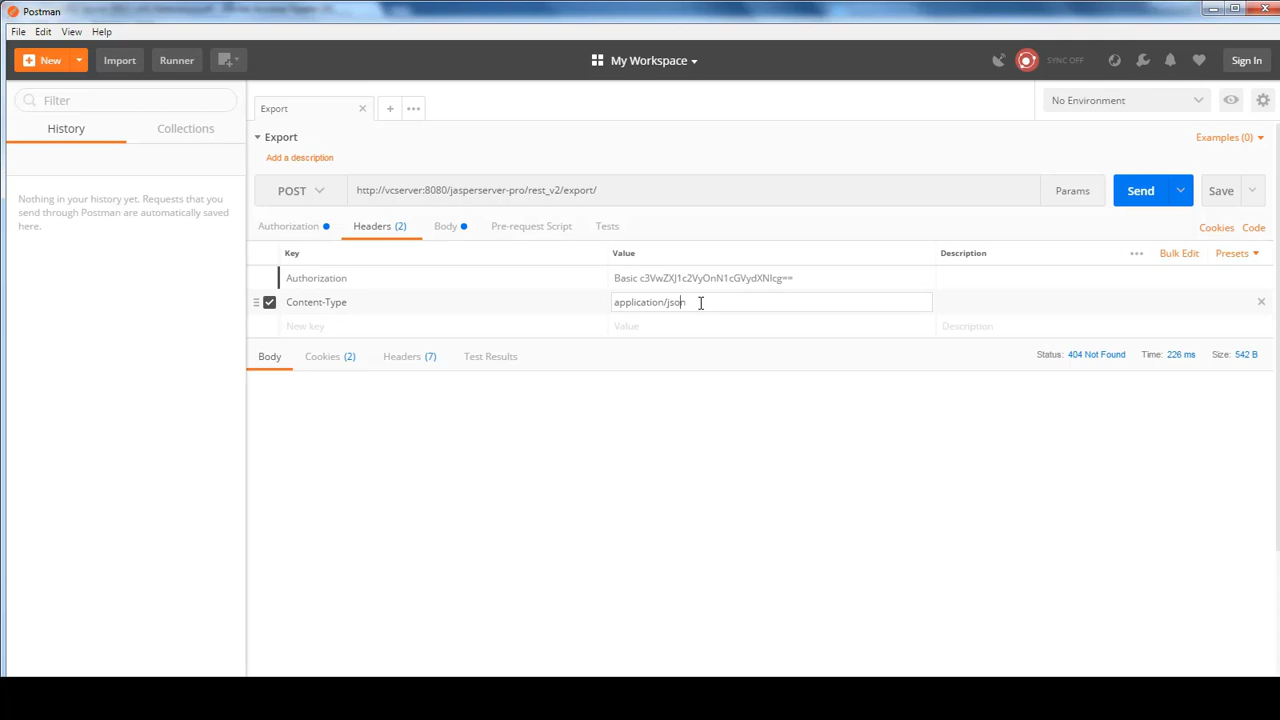 Postman
File Edit View Help
New Import Runner My Workspace SYNC OFF Sign In
Filter
History Collections
Nothing in your history yet. Requests that
you send through Postman are automatically saved
here.
Export No Environment
Export Examples (0)
Add a description
POST http://vcserver:8080/jasperserver-pro/rest_v2/export/ Params Send Save
Authorization Headers (2) Body Pre-request Script Tests Cookies Code
Key Value Description Bulk Edit Presets
Authorization Basic
Content-Type application/json
New key Value Description
Body Cookies (2) Headers (7) Test Results Status: 404 Not Found Time: 226 ms Size: 542 B